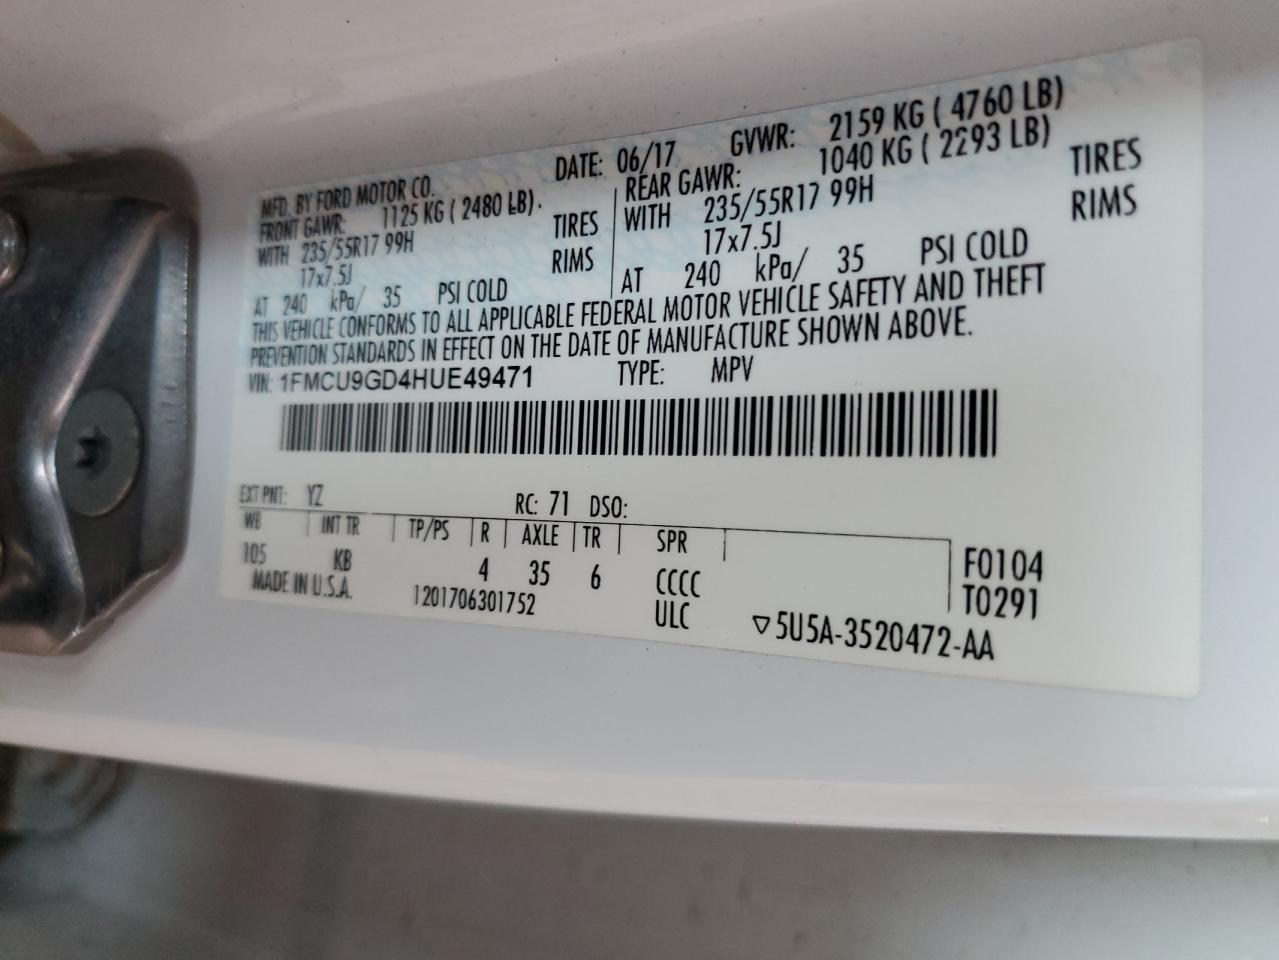 MFD. BY FORD MOTOR CO.
DATE: 06/17 GVWR: 2159 KG ( 4760 LB)
FRONT GAWR: 1125 KG ( 2480 LB).
WITH 235/55R17 99H TIRES
17x7.5J RIMS
AT 240 kPa/ 35 PSI COLD
REAR GAWR: 1040 KG ( 2293 LB)
WITH 235/55R17 99H TIRES
17x7.5J RIMS
AT 240 kPa/ 35 PSI COLD
THIS VEHICLE CONFORMS TO ALL APPLICABLE FEDERAL MOTOR VEHICLE SAFETY AND THEFT
PREVENTION STANDARDS IN EFFECT ON THE DATE OF MANUFACTURE SHOWN ABOVE.
VIN: 1FMCU9GD4HUE49471 TYPE: MPV
EXT PNT: YZ RC: 71 DSO:
WB INT TR TP/PS R AXLE TR SPR
105 KB 4 35 6 CCCC
F0104
T0291
MADE IN U.S.A. 1201706301752 ULC
▽5U5A-3520472-AA